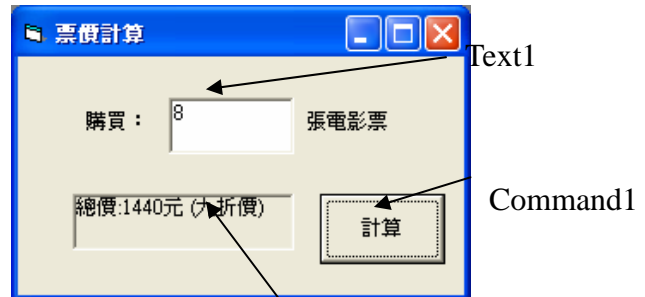 票價計算
Text1
購買： 8 張電影票
Command1
總價:1440元 (九折價)
計算